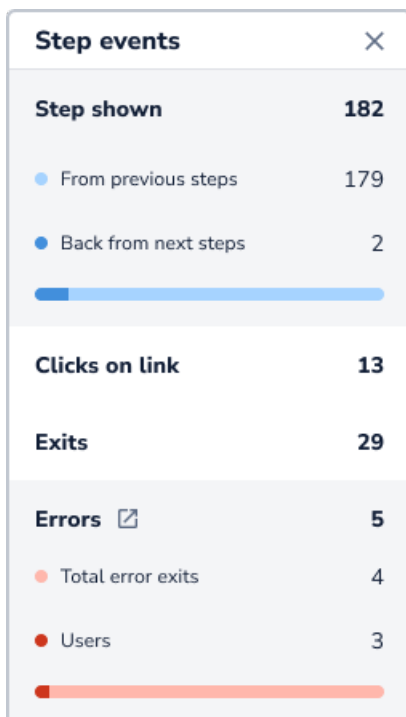 Step events
Step shown 182
From previous steps 179
Back from next steps 2
Clicks on link 13
Exits 29
Errors 5
Total error exits 4
Users 3